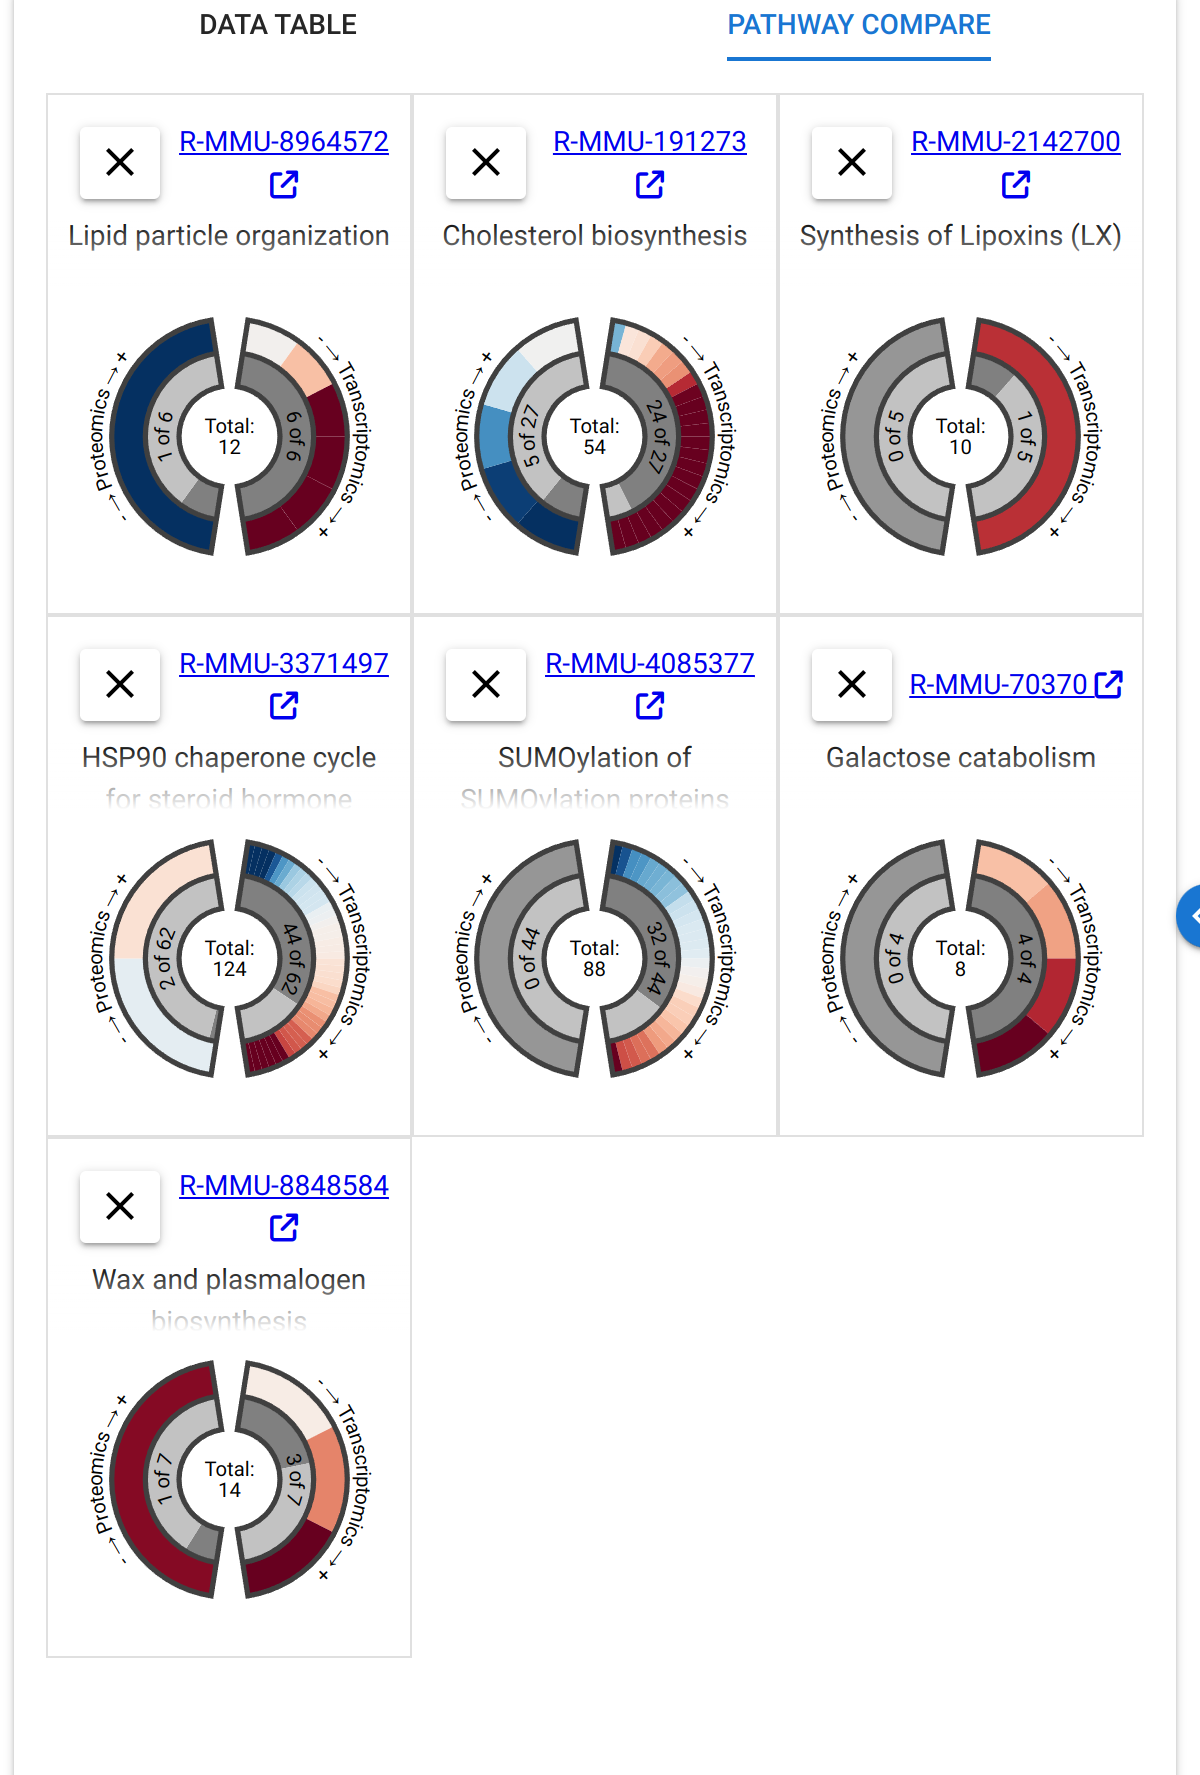 DATA TABLE
PATHWAY COMPARE
R-MMU-8964572
Lipid particle organization
Proteomics
- → +
1 of 6
Total:
12
6 of 6
- → Transcriptomics → +
R-MMU-191273
Cholesterol biosynthesis
- → Proteomics → +
5 of 27
Total:
54
24 of 27
- → Transcriptomics → +
R-MMU-2142700
Synthesis of Lipoxins (LX)
- → Proteomics → +
0 of 5
Total:
10
1 of 5
- → Transcriptomics → +
R-MMU-3371497
HSP90 chaperone cycle
for steroid hormone
- → Proteomics → +
2 of 62
Total:
124
44 of 62
- → Transcriptomics → +
R-MMU-4085377
SUMOylation of
SUMOylation proteins
- → Proteomics → +
0 of 44
Total:
88
32 of 44
- → Transcriptomics → +
R-MMU-70370
Galactose catabolism
- → Proteomics → +
0 of 4
Total:
8
4 of 4
- → Transcriptomics → +
R-MMU-8848584
Wax and plasmalogen
biosynthesis
- → Proteomics → +
1 of 7
Total:
14
3 of 7
- → Transcriptomics → +